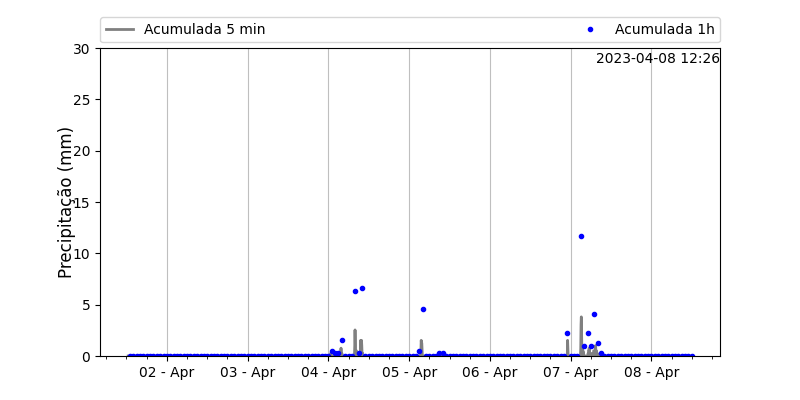 Acumulada 5 min
Acumulada 1h
2023-04-08 12:26
Precipitação (mm)
30
25
20
15
10
5
0
02 - Apr
03 - Apr
04 - Apr
05 - Apr
06 - Apr
07 - Apr
08 - Apr